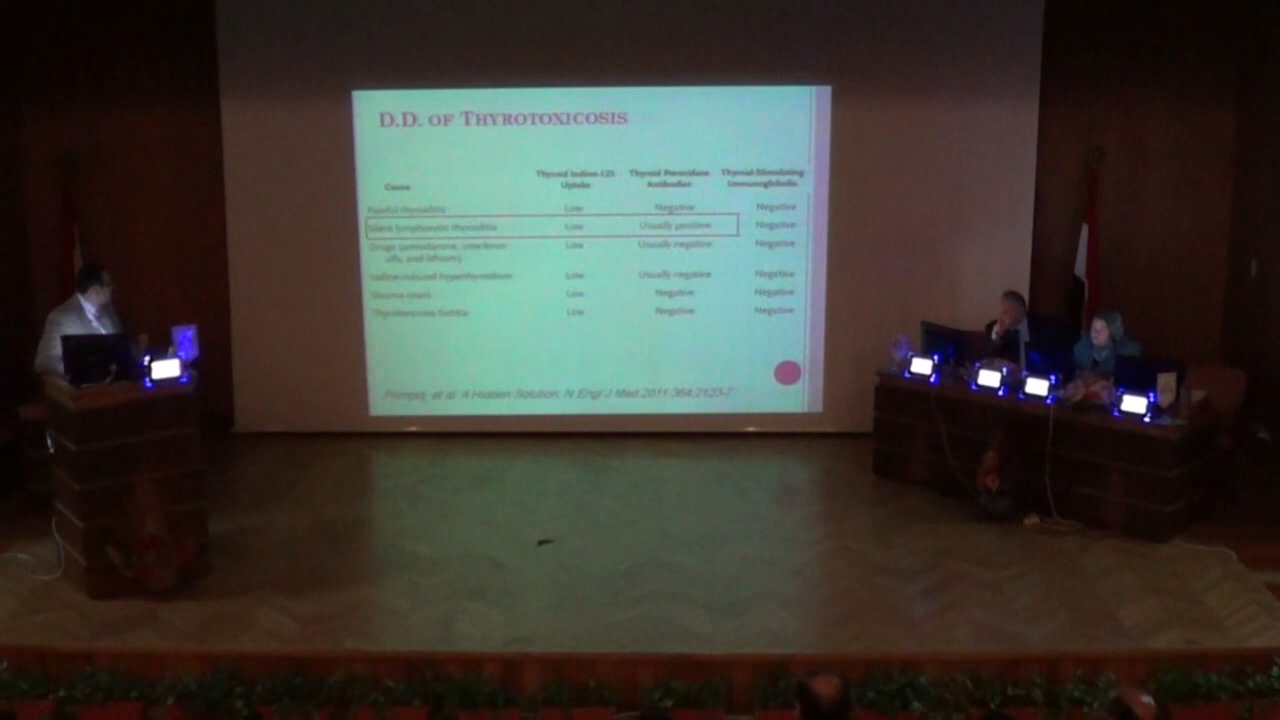 D.D. OF THYROTOXICOSIS
Thyroid Iodine-123 Uptake
Thyroid Peroxidase Antibodies
Thyroid-Stimulating Immunoglobulin
Cause
Painful thyroiditis Low Negative Negative
Silent lymphocytic thyroiditis Low Usually positive Negative
Drugs (amiodarone, interferon alfa, and lithium) Low Usually negative Negative
Iodine-induced hyperthyroidism Low Usually negative Negative
Struma ovarii Low Negative Negative
Thyrotoxicosis factitia Low Negative Negative
et al. A Hidden Solution. N Engl J Med 2011;364:2123-7